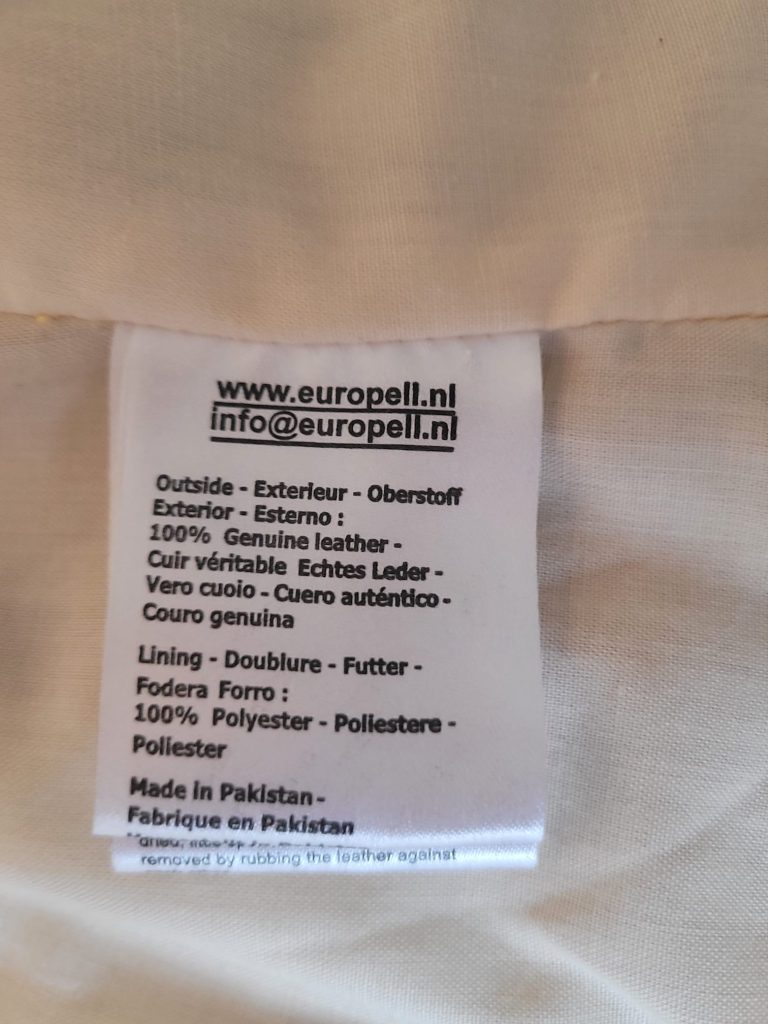 www.europell.nl
info@europell.nl
Outside - Exterieur - Oberstoff
Exterior - Esterno :
100% Genuine leather -
Cuir véritable Echtes Leder -
Vero cuoio - Cuero auténtico -
Couro genuina
Lining - Doublure - Futter -
Fodera Forro :
100% Polyester - Poliestere -
Poliester
Made in Pakistan -
Fabrique en Pakistan
removed by rubbing the leather against